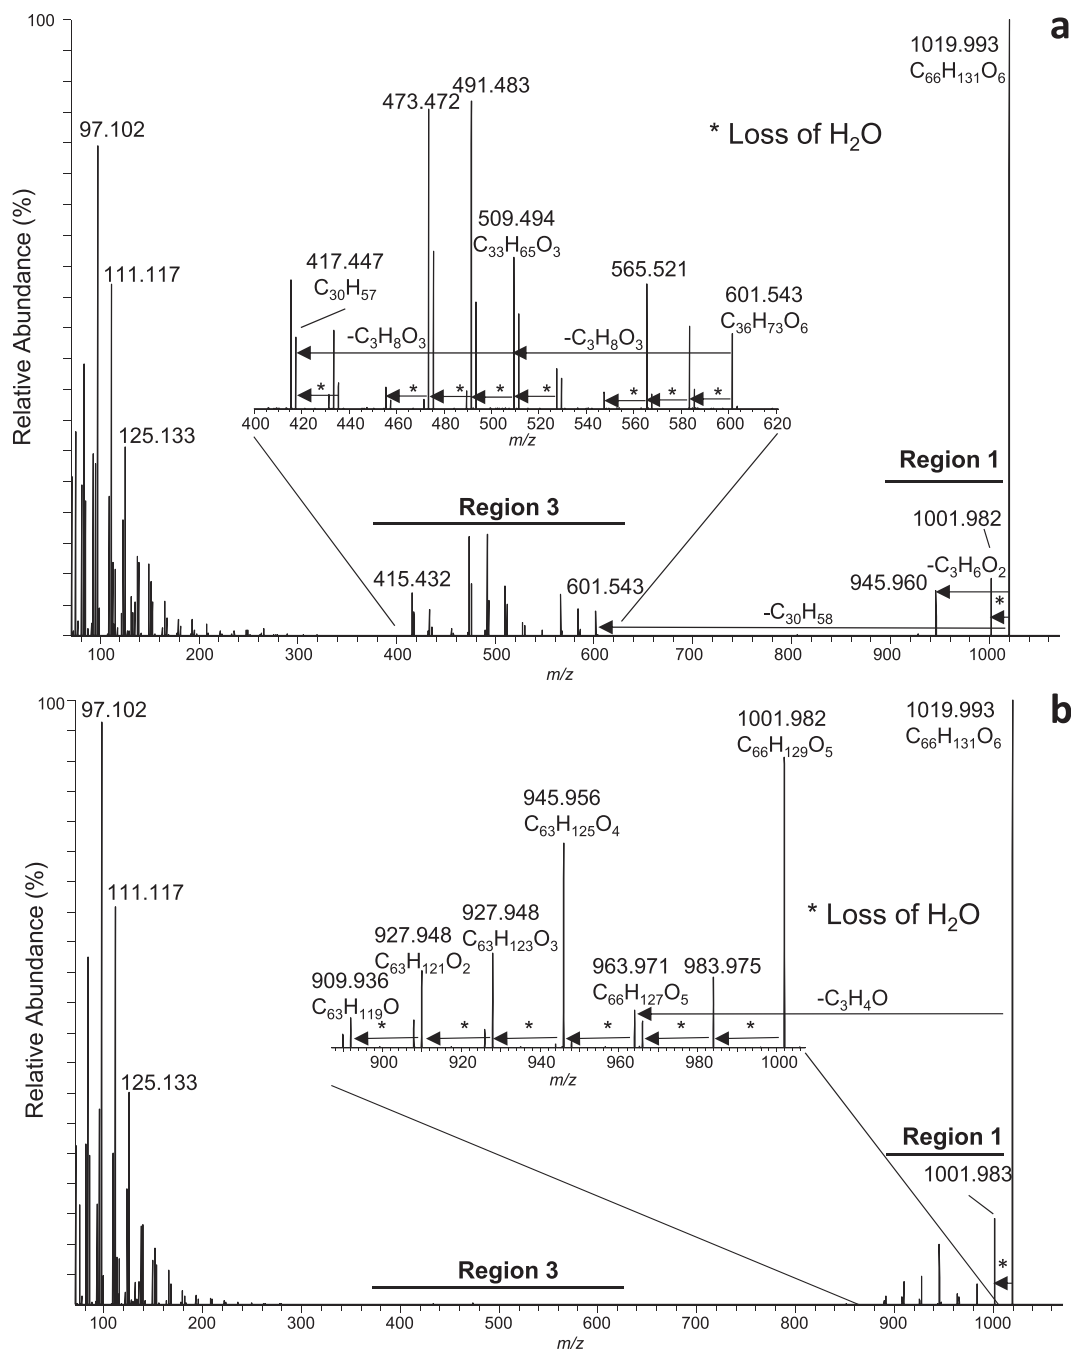 a
100
1019.993
C66H131O6
491.483
473.472
97.102
* Loss of H2O
509.494
C33H65O3
417.447
C30H57
111.117
565.521
601.543
C36H73O6
-C3H8O3
-C3H8O3
* * * * * * * *
400 420 440 460 480 500 520 540 560 580 600 620
m/z
125.133
Region 1
Region 3
1001.982
-C3H6O2
415.432
601.543
945.960
*
-C30H58
100 200 300 400 500 600 700 800 900 1000
m/z
Relative Abundance (%)
b
100
97.102
1019.993
C66H131O6
1001.982
C66H129O5
945.956
C63H125O4
111.117
927.948
C63H123O3
* Loss of H2O
927.948
C63H121O2
963.971
C66H127O5
983.975
909.936
C63H119O
-C3H4O
* * * * * *
900 920 940 960 980 1000
m/z
125.133
Region 1
1001.983
*
Region 3
100 200 300 400 500 600 700 800 900 1000
m/z
Relative Abundance (%)